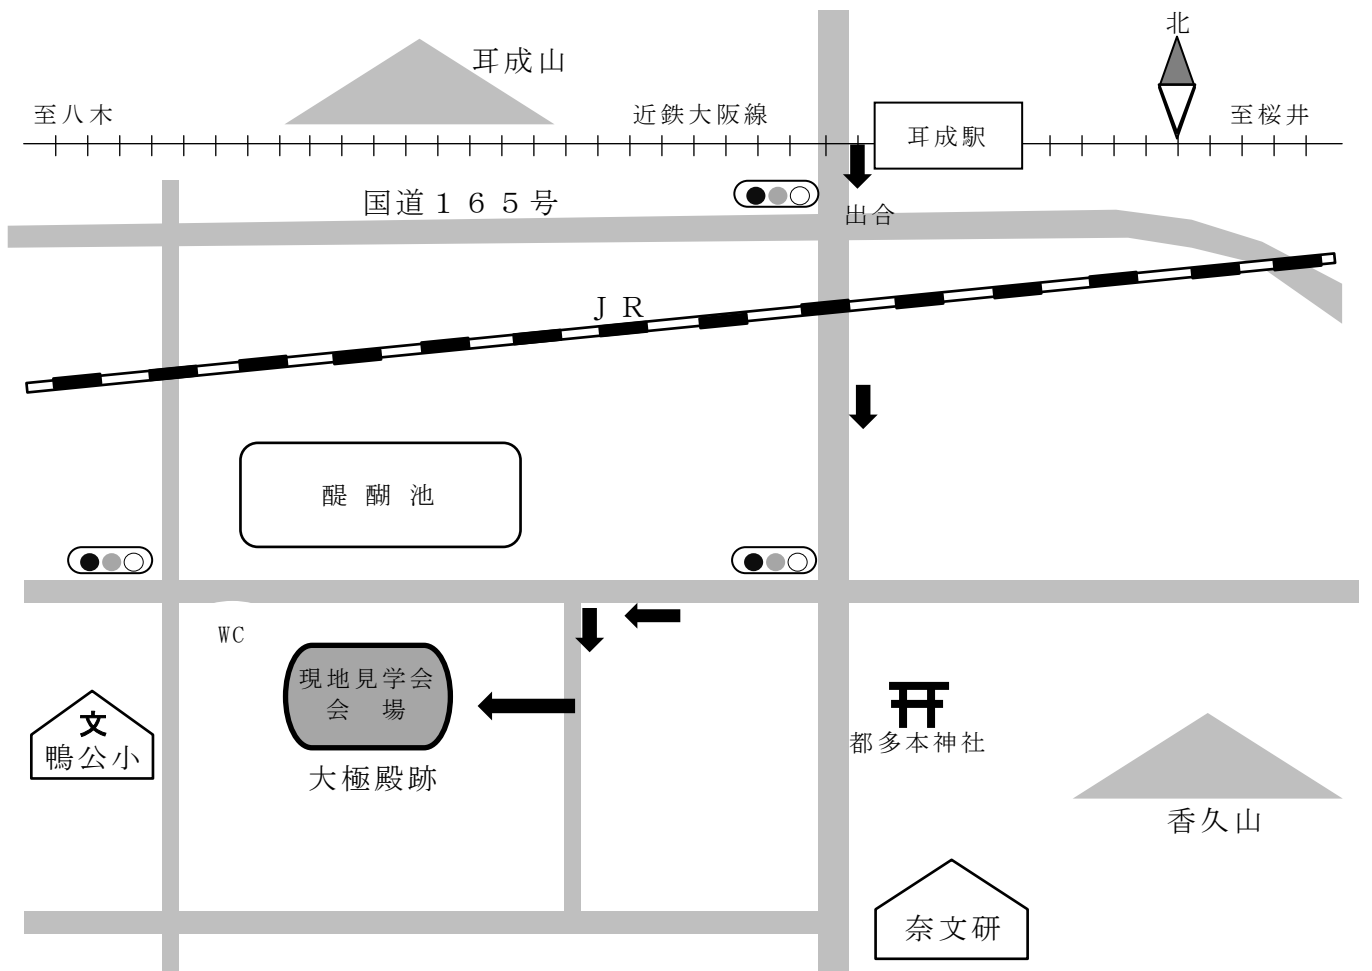 北
耳成山
至八木
近鉄大阪線
耳成駅
至桜井
国道１６５号
出合
ＪＲ
醍醐池
WC
現地見学会
会　場
大極殿跡
文
鴨公小
都多本神社
香久山
奈文研